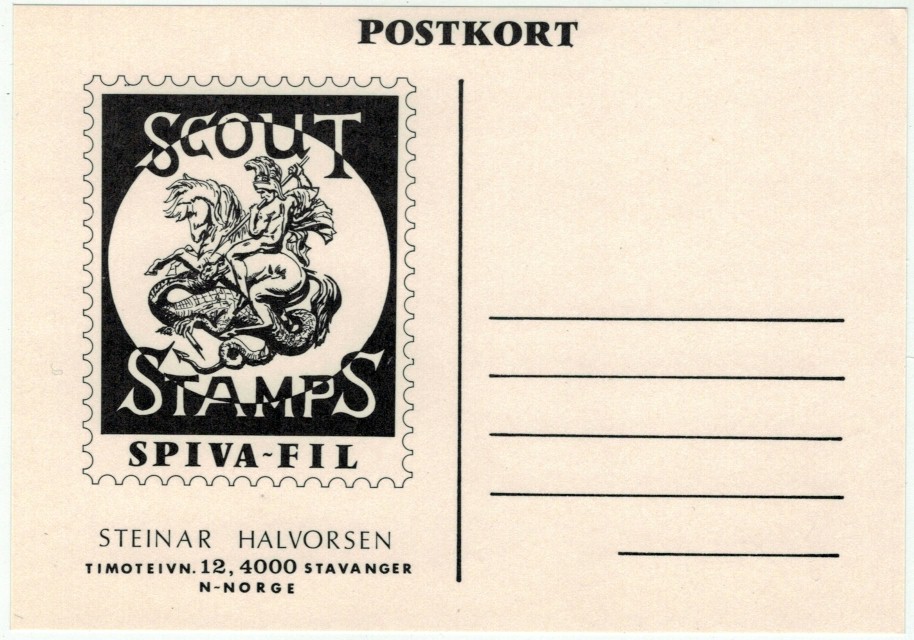 POSTKORT
SCOUT
STAMPS
SPIVA-FIL
STEINAR HALVORSEN
TIMOTEIVN. 12, 4000 STAVANGER
N-NORGE